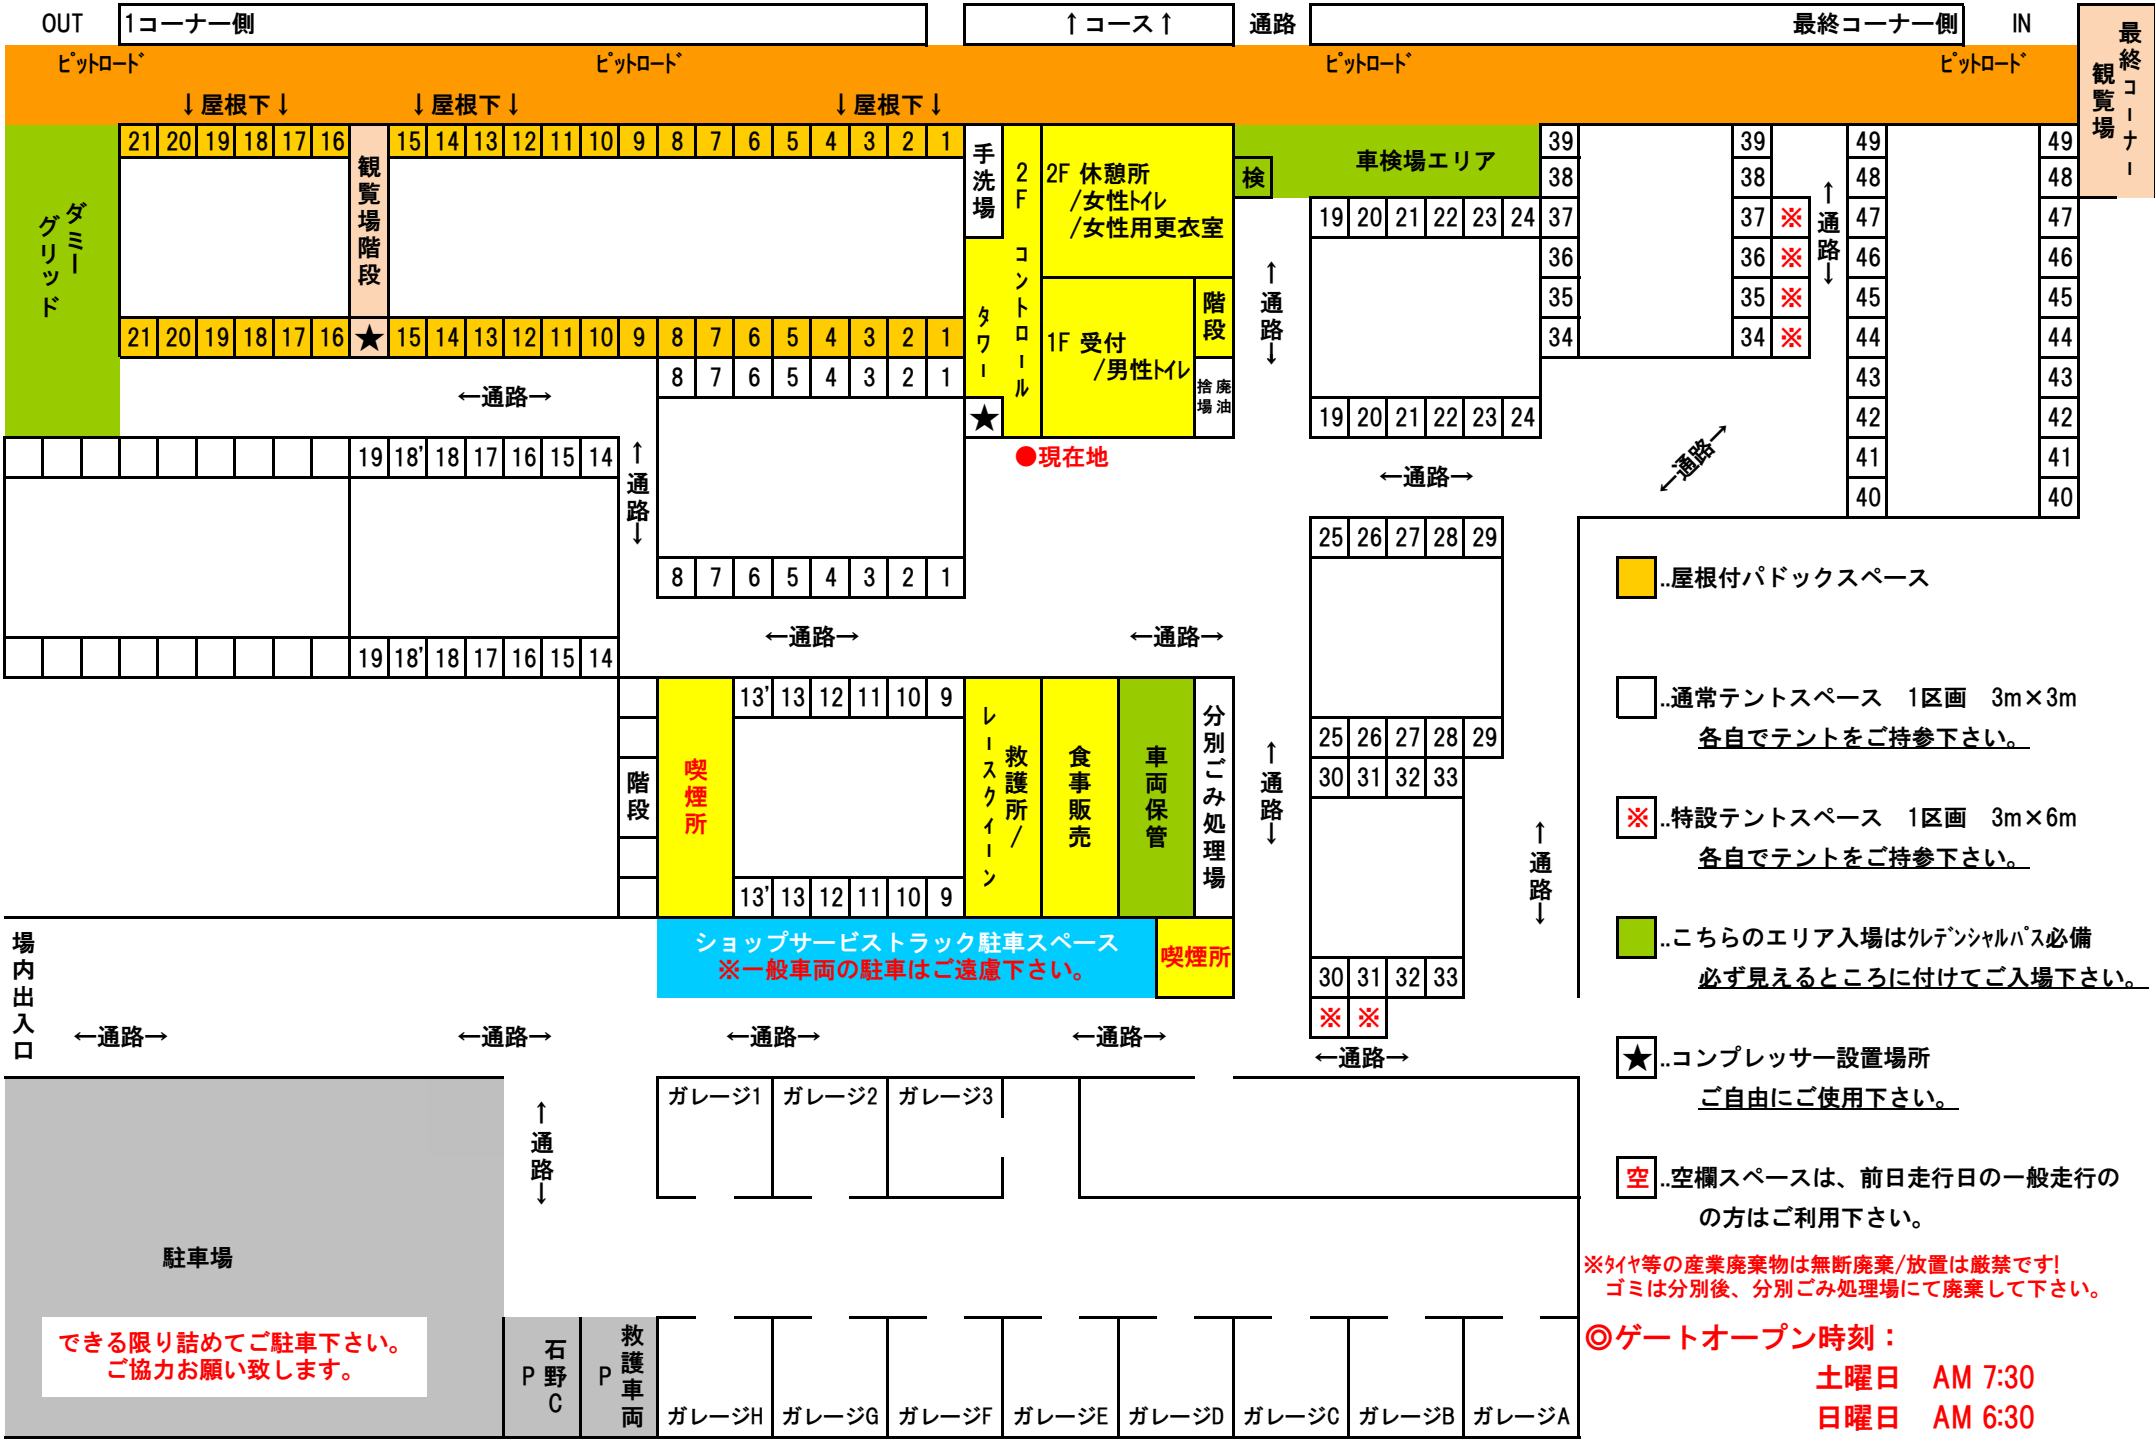 OUT 1コーナー側 ↑コース↑ 通路 最終コーナー側 IN
最終コーナー
観覧場
ﾋﾟｯﾄﾛｰﾄﾞ ﾋﾟｯﾄﾛｰﾄﾞ ﾋﾟｯﾄﾛｰﾄﾞ ﾋﾟｯﾄﾛｰﾄﾞ
↓屋根下↓ ↓屋根下↓ ↓屋根下↓
21 20 19 18 17 16 15 14 13 12 11 10 9 8 7 6 5 4 3 2 1
ダミー
グリッド
観覧場階段
手洗場
2F コントロール
タワー
2F 休憩所
/女性ﾄｲﾚ
/女性用更衣室
階段
1F 受付
/男性ﾄｲﾚ
廃油
捨場
検
車検場エリア
21 20 19 18 17 16 ★ 15 14 13 12 11 10 9 8 7 6 5 4 3 2 1
8 7 6 5 4 3 2 1
★
●現在地
←通路→
↑通路↓
19 20 21 22 23 24
19 20 21 22 23 24
39 39 49 49
38 38 48 48
37 37 ※ 47 47
36 36 ※ 46 46
35 35 ※ 45 45
34 34 ※ 44 44
43 43
42 42
41 41
40 40
↑通路↓
←通路→
←通路→
19 18' 18 17 16 15 14
↑通路↓
8 7 6 5 4 3 2 1
←通路→ ←通路→
19 18' 18 17 16 15 14
25 26 27 28 29
25 26 27 28 29
30 31 32 33
30 31 32 33
※ ※
←通路→
↑通路↓
↑通路↓
階段
喫煙所
13' 13 12 11 10 9
13' 13 12 11 10 9
救護所/
レースクィーン
食事販売
車両保管
分別ごみ処理場
ショップサービストラック駐車スペース
※一般車両の駐車はご遠慮下さい。
喫煙所
場内出入口
←通路→ ←通路→ ←通路→ ←通路→
↑通路↓
ガレージ1 ガレージ2 ガレージ3
駐車場
できる限り詰めてご駐車下さい。
ご協力お願い致します。
石野C
P
救護車両
P
ガレージH ガレージG ガレージF ガレージE ガレージD ガレージC ガレージB ガレージA
..屋根付パドックスペース
..通常テントスペース 1区画 3m×3m
各自でテントをご持参下さい。
※..特設テントスペース 1区画 3m×6m
各自でテントをご持参下さい。
..こちらのエリア入場はｸﾚﾃﾞﾝｼｬﾙﾊﾟｽ必備
必ず見えるところに付けてご入場下さい。
★..コンプレッサー設置場所
ご自由にご使用下さい。
空..空欄スペースは、前日走行日の一般走行の
の方はご利用下さい。
※ﾀｲﾔ等の産業廃棄物は無断廃棄/放置は厳禁です!
ゴミは分別後、分別ごみ処理場にて廃棄して下さい。
◎ゲートオープン時刻：
土曜日 AM 7:30
日曜日 AM 6:30